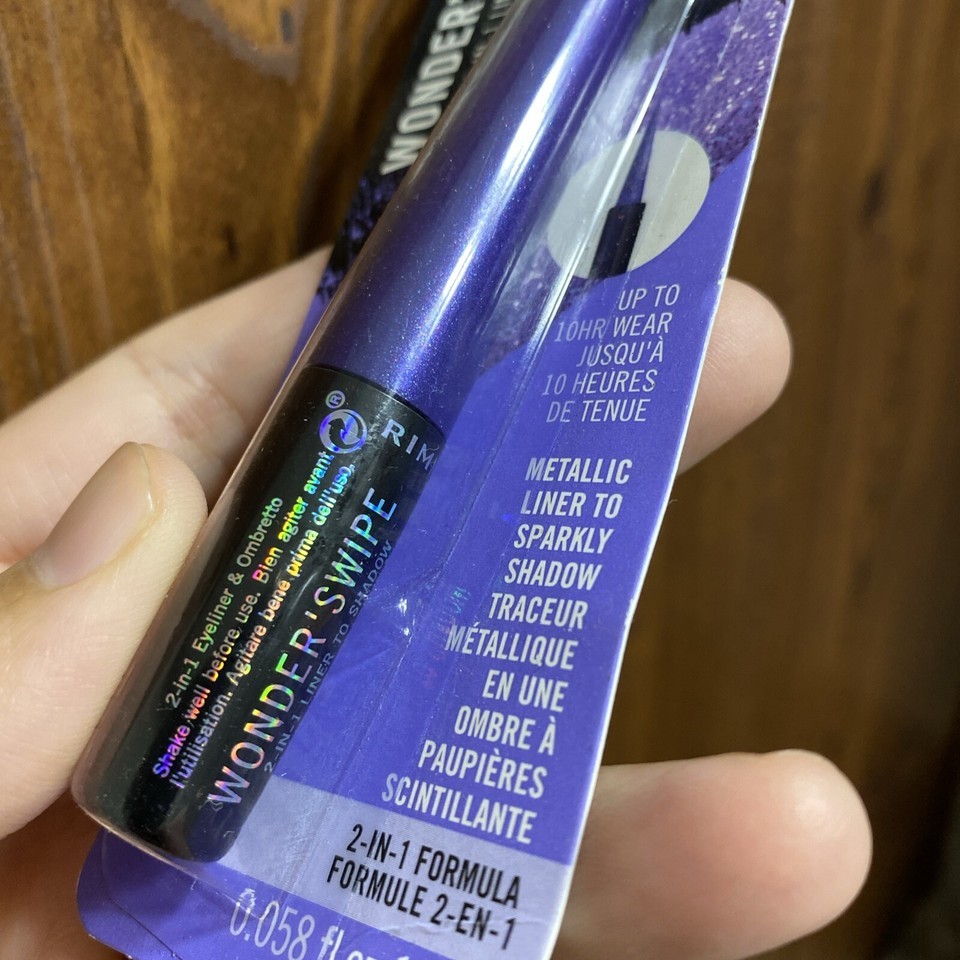 WONDER'
UP TO
10HR WEAR
JUSQU'À
10 HEURES
DE TENUE
METALLIC
LINER TO
SPARKLY
SHADOW
TRACEUR
MÉTALLIQUE
EN UNE
OMBRE À
PAUPIÈRES
SCINTILLANTE
2-IN-1 FORMULA
FORMULE 2-EN-1
0.058 fl
® RIM
2-in-1 Eyeliner & Ombretto
Shake well before use. Bien agiter avant
l'utilisation. Agitare bene prima dell'uso.
WONDER'SWIPE
2-IN-1 LINER TO SHADOW